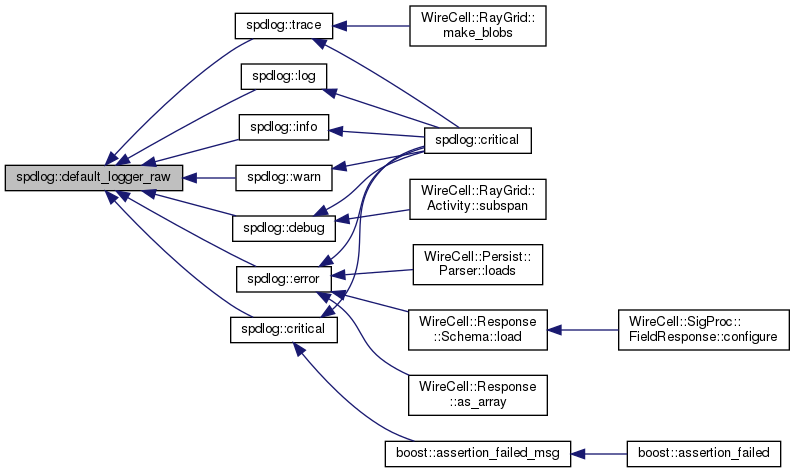 spdlog::default_logger_raw
spdlog::trace
spdlog::log
spdlog::info
spdlog::warn
spdlog::debug
spdlog::error
spdlog::critical
WireCell::RayGrid::
make_blobs
spdlog::critical
WireCell::RayGrid::
Activity::subspan
WireCell::Persist::
Parser::loads
WireCell::Response
::Schema::load
WireCell::Response
::as_array
boost::assertion_failed_msg
WireCell::SigProc::
FieldResponse::configure
boost::assertion_failed